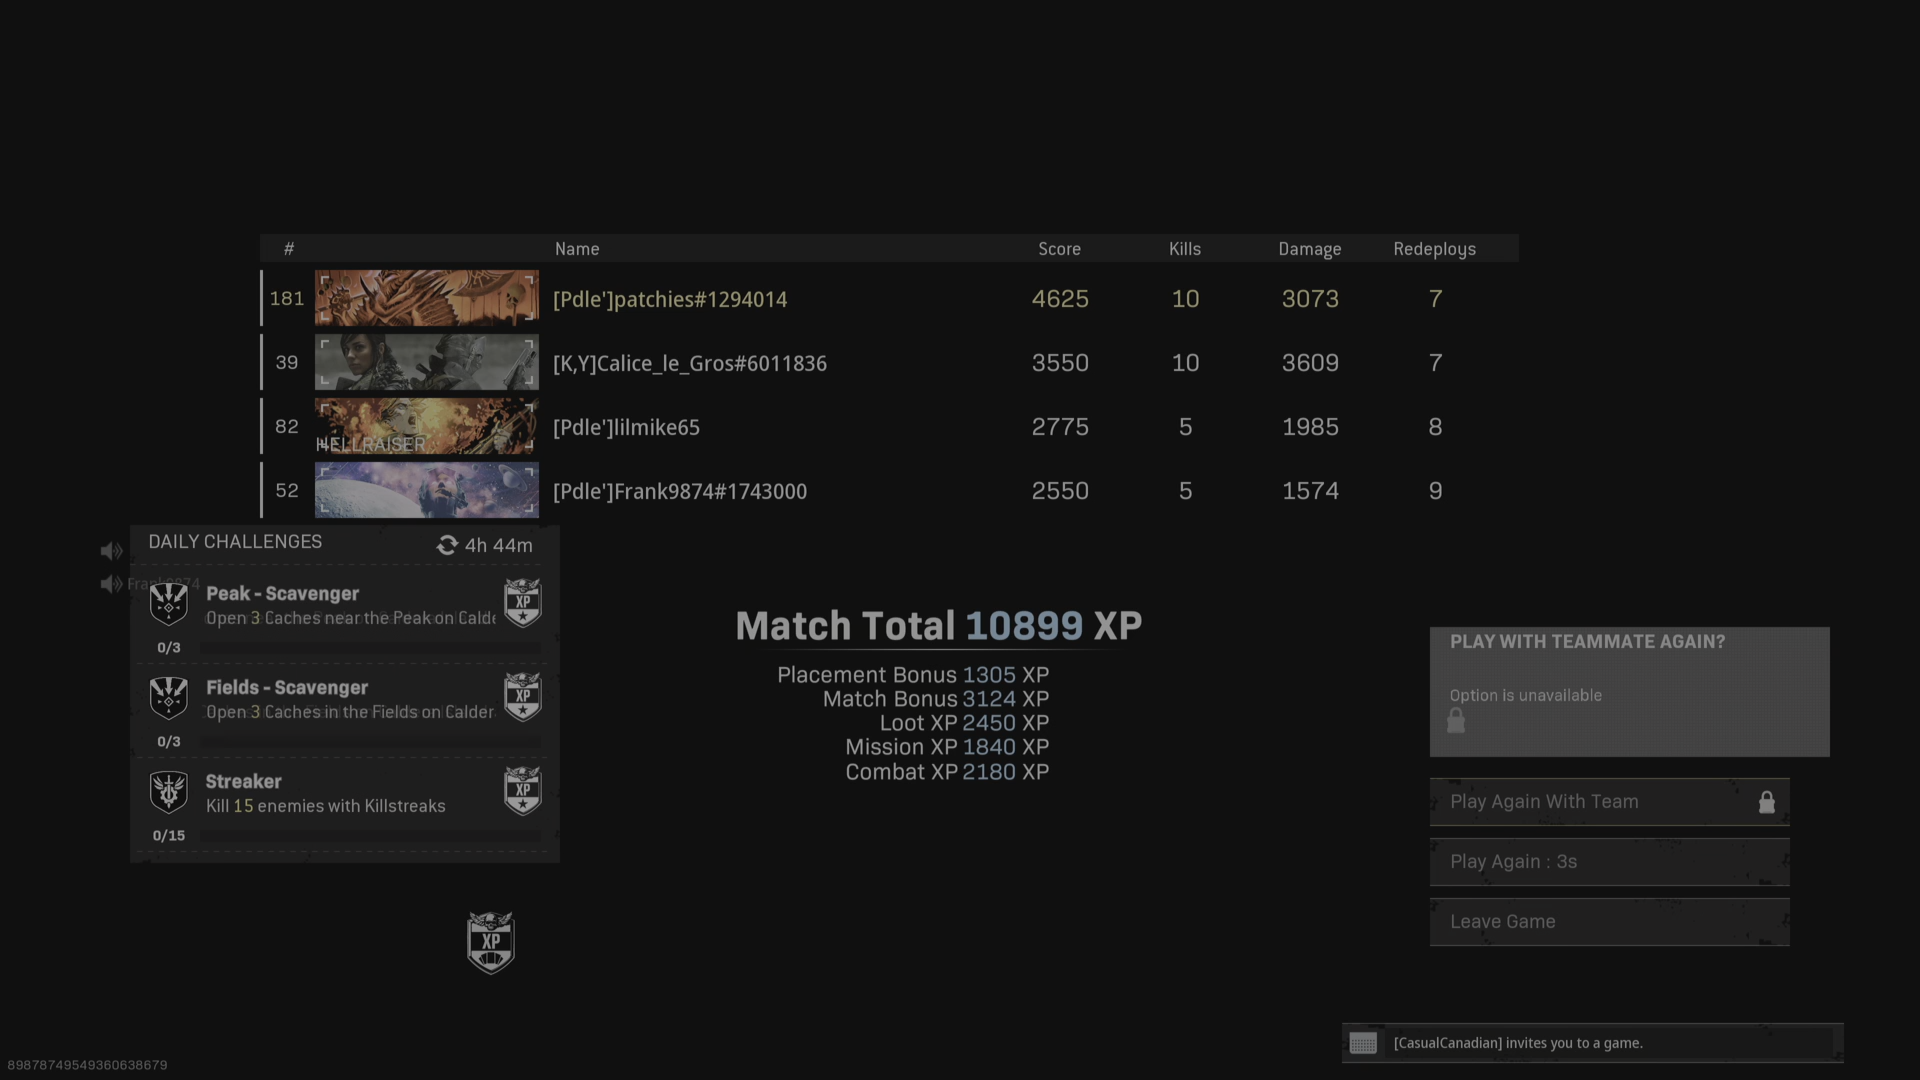 # Name Score Kills Damage Redeploys
181 [Pdle']patchies#1294014 4625 10 3073 7
39 [K,Y]Calice_le_Gros#6011836 3550 10 3609 7
82 HELLRAISER [Pdle']lilmike65 2775 5 1985 8
52 [Pdle']Frank9874#1743000 2550 5 1574 9
DAILY CHALLENGES 4h 44m
Frank9874
Peak - Scavenger XP
Open 3 Caches near the Peak on Calde
0/3
Fields - Scavenger XP
Open 3 Caches in the Fields on Calder
0/3
Streaker XP
Kill 15 enemies with Killstreaks
0/15
XP
Match Total 10899 XP
Placement Bonus 1305 XP
Match Bonus 3124 XP
Loot XP 2450 XP
Mission XP 1840 XP
Combat XP 2180 XP
PLAY WITH TEAMMATE AGAIN?
Option is unavailable
Play Again With Team
Play Again : 3s
Leave Game
[CasualCanadian] invites you to a game.
89878749549360638679